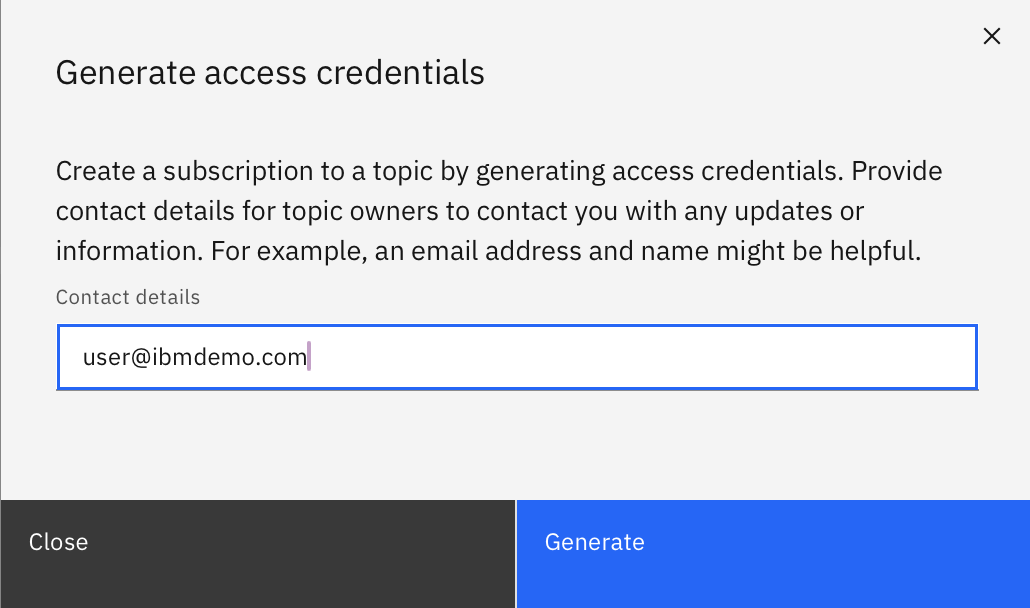 Generate access credentials
Create a subscription to a topic by generating access credentials. Provide
contact details for topic owners to contact you with any updates or
information. For example, an email address and name might be helpful.
Contact details
user@ibmdemo.com
Close
Generate